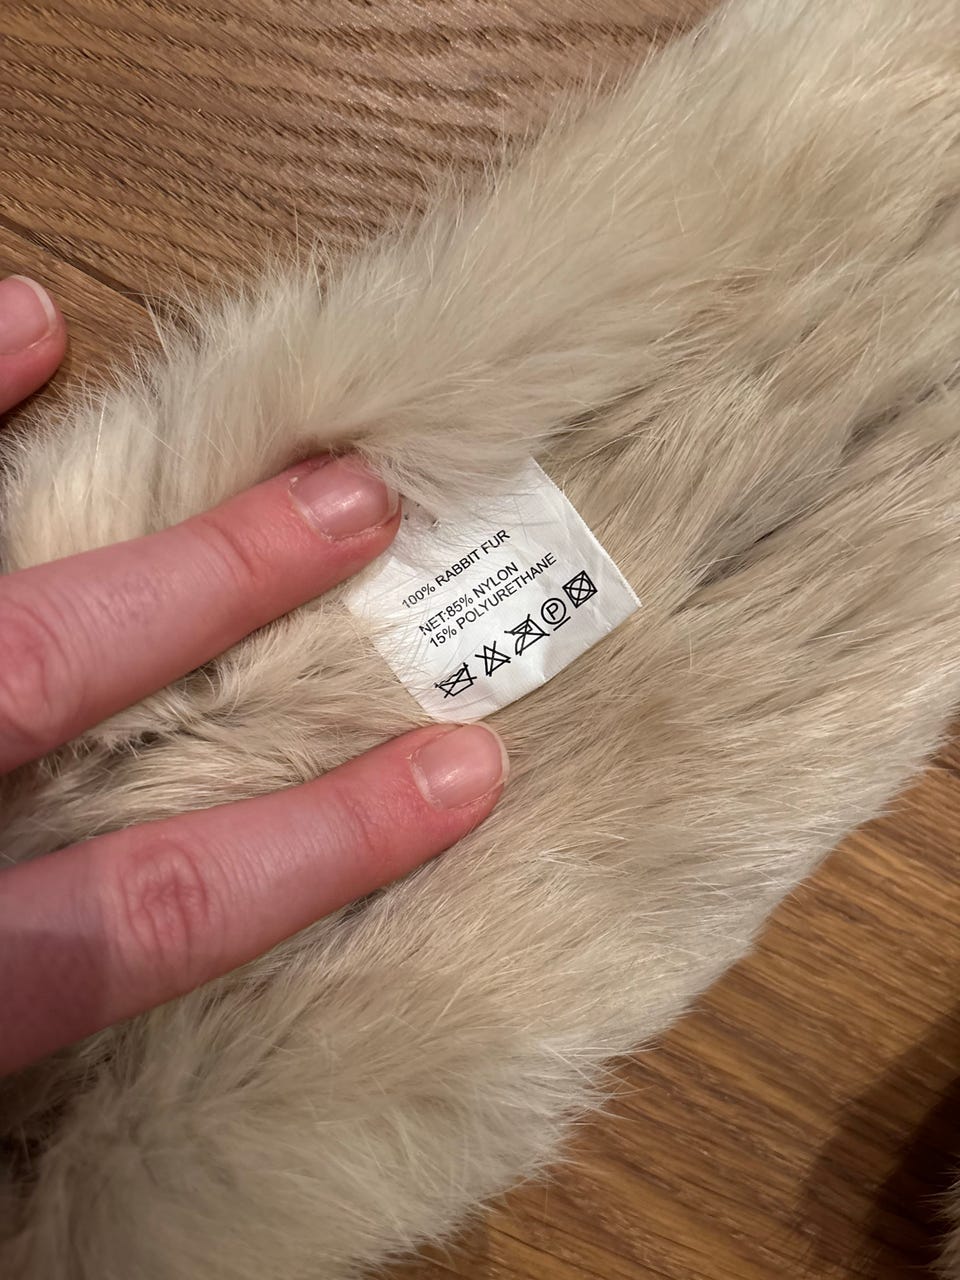 100% RABBIT FUR
NET:85% NYLON
15% POLYURETHANE
P